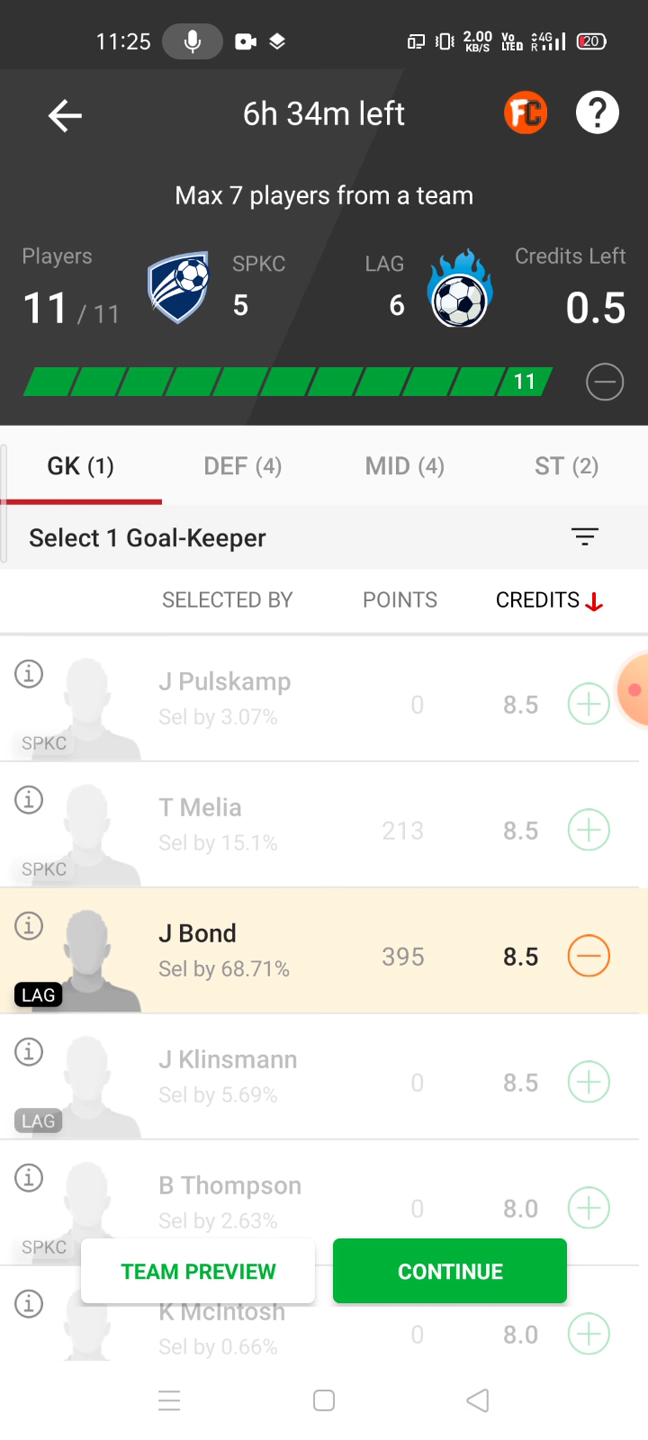 11:25 2.00 KB/S Vo LTED 4G R 20
6h 34m left FC ?
Max 7 players from a team
Players SPKC LAG Credits Left
11 / 11 5 6 0.5
11
GK (1) DEF (4) MID (4) ST (2)
Select 1 Goal-Keeper
SELECTED BY POINTS CREDITS
J Pulskamp
Sel by 3.07% 0 8.5
SPKC
T Melia
Sel by 15.1% 213 8.5
SPKC
J Bond
Sel by 68.71% 395 8.5
LAG
J Klinsmann
Sel by 5.69% 0 8.5
LAG
B Thompson
Sel by 2.63% 0 8.0
SPKC
TEAM PREVIEW CONTINUE
K McIntosh
Sel by 0.66% 0 8.0